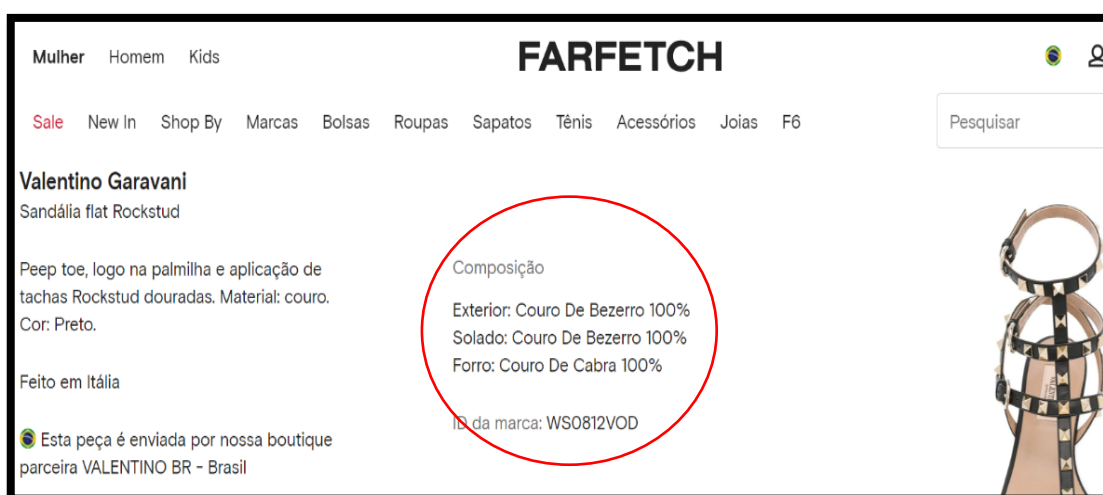 Mulher Homem Kids
FARFETCH
Sale New In Shop By Marcas Bolsas Roupas Sapatos Tênis Acessórios Joias F6
Pesquisar
Valentino Garavani
Sandália flat Rockstud
Peep toe, logo na palmilha e aplicação de
tachas Rockstud douradas. Material: couro.
Cor: Preto.
Feito em Itália
Esta peça é enviada por nossa boutique
parceira VALENTINO BR - Brasil
Composição
Exterior: Couro De Bezerro 100%
Solado: Couro De Bezerro 100%
Forro: Couro De Cabra 100%
ID da marca: WS0812VOD